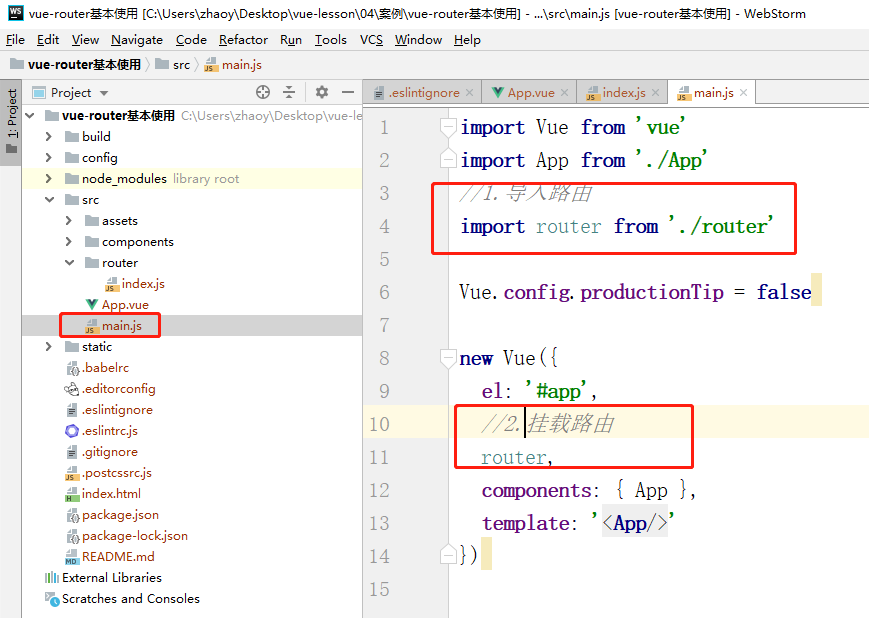 vue-router基本使用 [C:\Users\zhaoy\Desktop\vue-lesson\04\案例\vue-router基本使用] - ...\src\main.js [vue-router基本使用] - WebStorm
File Edit View Navigate Code Refactor Run Tools VCS Window Help
vue-router基本使用 src main.js
1: Project
Project
vue-router基本使用 C:\Users\zhaoy\Desktop\vue-le
build
config
node_modules library root
src
assets
components
router
index.js
App.vue
main.js
static
.babelrc
.editorconfig
.eslintignore
.eslintrc.js
.gitignore
.postcssrc.js
index.html
package.json
package-lock.json
README.md
External Libraries
Scratches and Consoles
.eslintignore App.vue index.js main.js
1 import Vue from 'vue'
2 import App from './App'
3 //1.导入路由
4 import router from './router'
5
6 Vue.config.productionTip = false
7
8 new Vue({
9 el: '#app',
10 //2.挂载路由
11 router,
12 components: { App },
13 template: '<App/>'
14 })
15